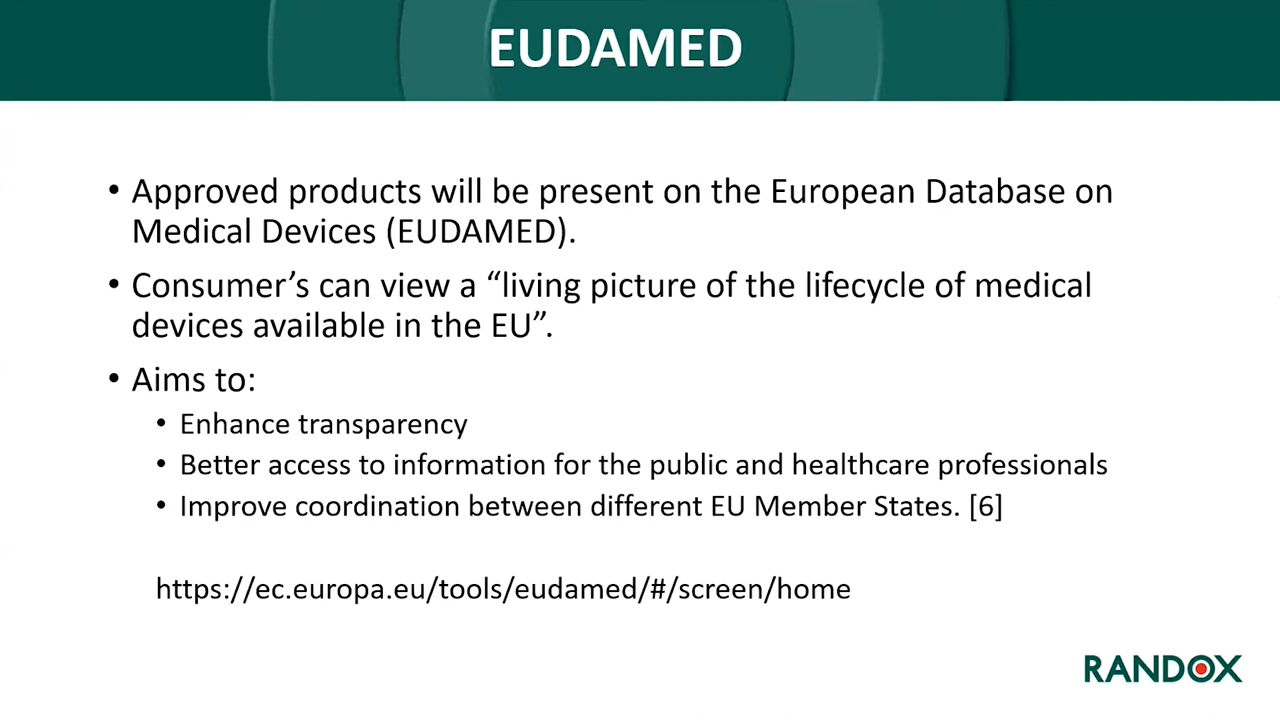 EUDAMED
• Approved products will be present on the European Database on
Medical Devices (EUDAMED).
• Consumer’s can view a “living picture of the lifecycle of medical
devices available in the EU”.
• Aims to:
• Enhance transparency
• Better access to information for the public and healthcare professionals
• Improve coordination between different EU Member States. [6]
https://ec.europa.eu/tools/eudamed/#/screen/home
RANDOX